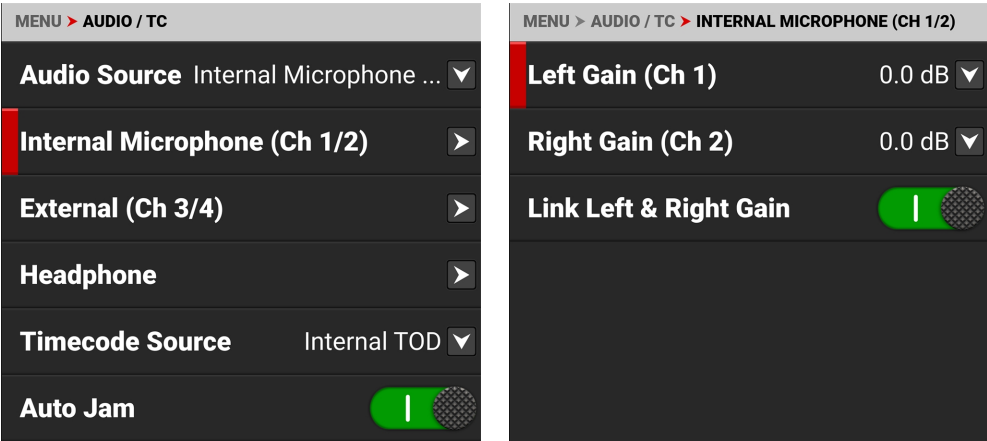 MENU > AUDIO / TC
Audio Source Internal Microphone ...
Internal Microphone (Ch 1/2)
External (Ch 3/4)
Headphone
Timecode Source Internal TOD
Auto Jam
MENU > AUDIO / TC > INTERNAL MICROPHONE (CH 1/2)
Left Gain (Ch 1) 0.0 dB
Right Gain (Ch 2) 0.0 dB
Link Left & Right Gain